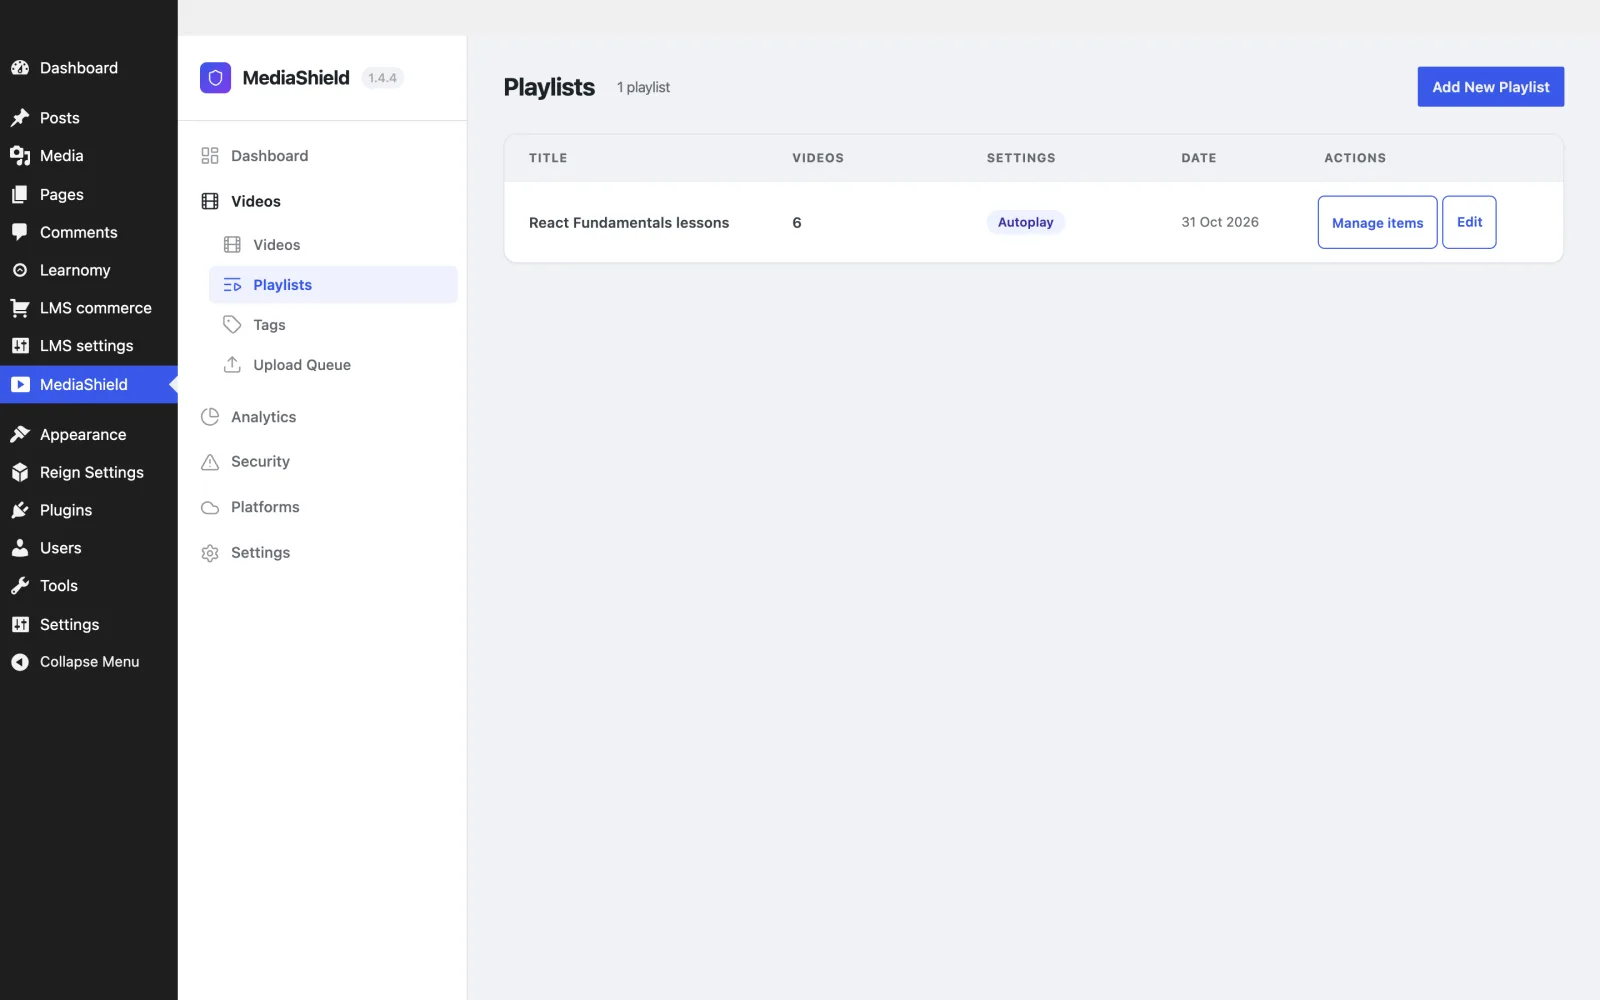 Dashboard
Posts
Media
Pages
Comments
Learnomy
LMS commerce
LMS settings
MediaShield
Appearance
Reign Settings
Plugins
Users
Tools
Settings
Collapse Menu
MediaShield 1.4.4
Dashboard
Videos
Videos
Playlists
Tags
Upload Queue
Analytics
Security
Platforms
Settings
Playlists 1 playlist Add New Playlist
TITLE VIDEOS SETTINGS DATE ACTIONS
React Fundamentals lessons 6 Autoplay 31 Oct 2026 Manage items Edit